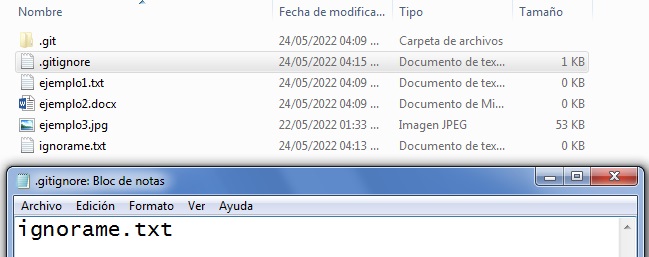 Nombre Fecha de modifica... Tipo Tamaño
.git 24/05/2022 04:09 ... Carpeta de archivos
.gitignore 24/05/2022 04:15 ... Documento de tex... 1 KB
ejemplo1.txt 24/05/2022 04:09 ... Documento de tex... 0 KB
ejemplo2.docx 24/05/2022 04:09 ... Documento de Mi... 0 KB
ejemplo3.jpg 22/05/2022 01:33 ... Imagen JPEG 53 KB
ignorame.txt 24/05/2022 04:13 ... Documento de tex... 0 KB
.gitignore: Bloc de notas
Archivo Edición Formato Ver Ayuda
ignorame.txt